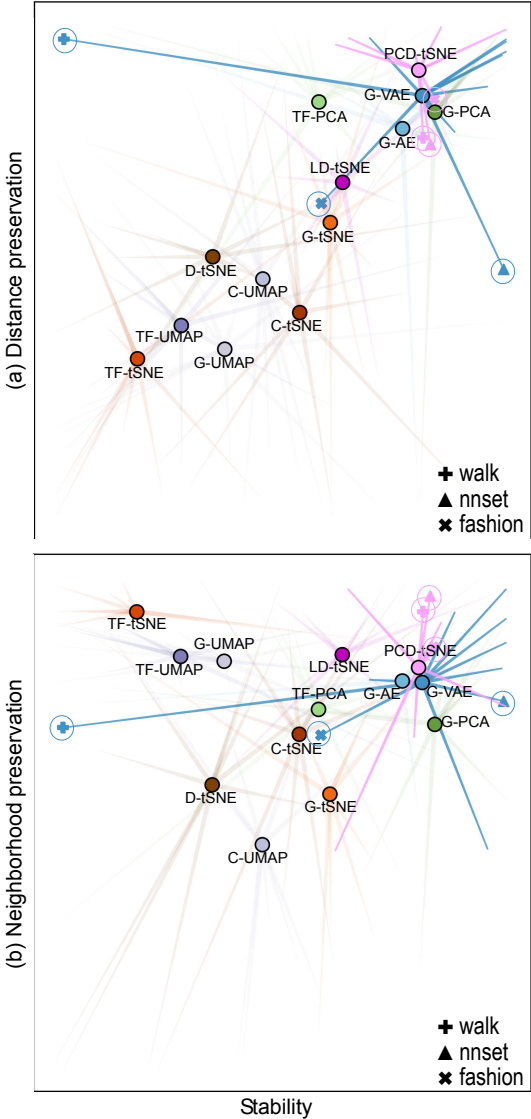 (a) Distance preservation
PCD-tSNE
G-VAE
TF-PCA
G-PCA
G-AE
LD-tSNE
G-tSNE
D-tSNE
C-UMAP
C-tSNE
TF-UMAP
G-UMAP
TF-tSNE
walk
nnset
fashion
(b) Neighborhood preservation
TF-tSNE
G-UMAP
TF-UMAP
PCD-tSNE
LD-tSNE
TF-PCA
G-AE
G-VAE
G-PCA
C-tSNE
D-tSNE
G-tSNE
C-UMAP
walk
nnset
fashion
Stability